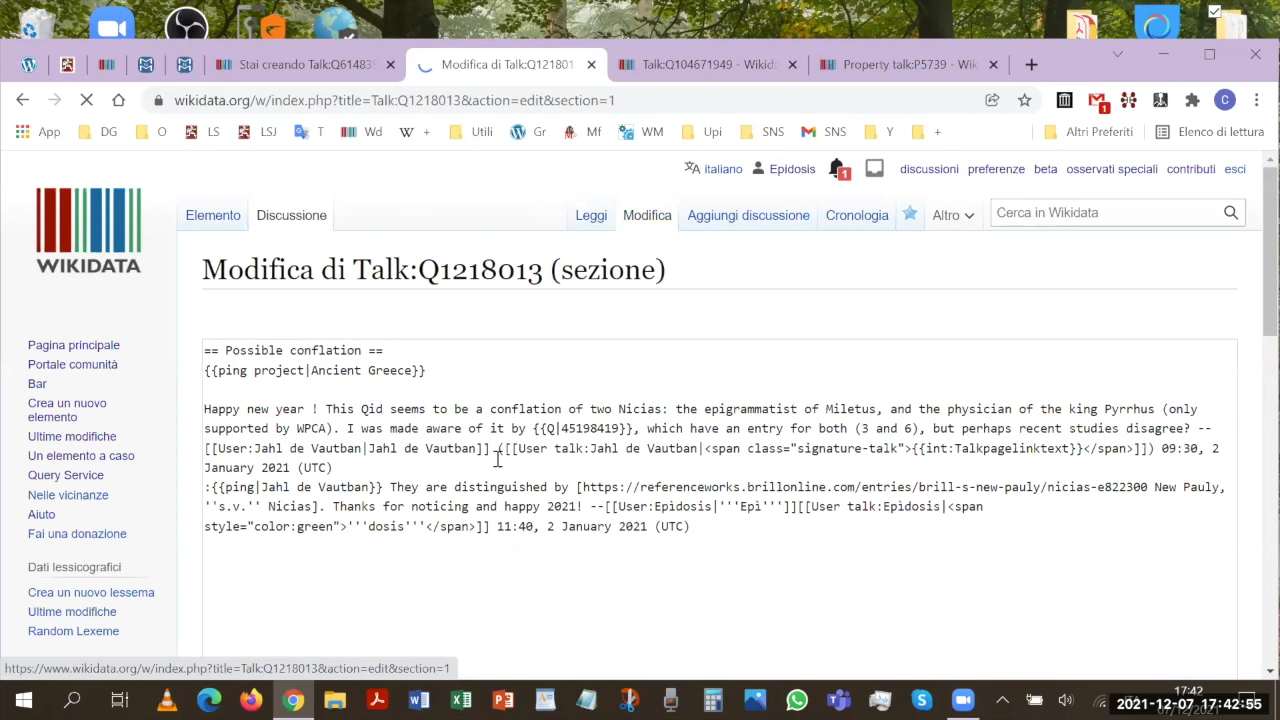 Stai creando Talk:Q61483
Modifica di Talk:Q121801
Talk:Q104671949 - Wikida
Property talk:P5739 - Wik
wikidata.org/w/index.php?title=Talk:Q1218013&action=edit&section=1
App DG O LS LSJ T Wd + Utili Gr Mf WM Upi SNS SNS Y + Altri Preferiti Elenco di lettura
italiano Epìdosis 1 discussioni preferenze beta osservati speciali contributi esci
Elemento Discussione Leggi Modifica Aggiungi discussione Cronologia Altro Cerca in Wikidata
WIKIDATA
Modifica di Talk:Q1218013 (sezione)
Pagina principale
Portale comunità
Bar
Crea un nuovo
elemento
Ultime modifiche
Un elemento a caso
Query Service
Nelle vicinanze
Aiuto
Fai una donazione
Dati lessicografici
Crea un nuovo lessema
Ultime modifiche
Random Lexeme
== Possible conflation ==
{{ping project|Ancient Greece}}
Happy new year ! This Qid seems to be a conflation of two Nicias: the epigrammatist of Miletus, and the physician of the king Pyrrhus (only
supported by WPCA). I was made aware of it by {{Q|45198419}}, which have an entry for both (3 and 6), but perhaps recent studies disagree? --
[[User:Jahl de Vautban|Jahl de Vautban]] ([[User talk:Jahl de Vautban|<span class="signature-talk">{{int:Talkpagelinktext}}</span>]]) 09:30, 2
January 2021 (UTC)
:{{ping|Jahl de Vautban}} They are distinguished by [https://referenceworks.brillonline.com/entries/brill-s-new-pauly/nicias-e822300 New Pauly,
''s.v.'' Nicias]. Thanks for noticing and happy 2021! --[[User:Epìdosis|'''Epì''']][[User talk:Epìdosis|<span
style="color:green">'''dosis'''</span>]] 11:40, 2 January 2021 (UTC)
https://www.wikidata.org/w/index.php?title=Talk:Q1218013&action=edit&section=1
17:42
2021-12-07 17:42:55